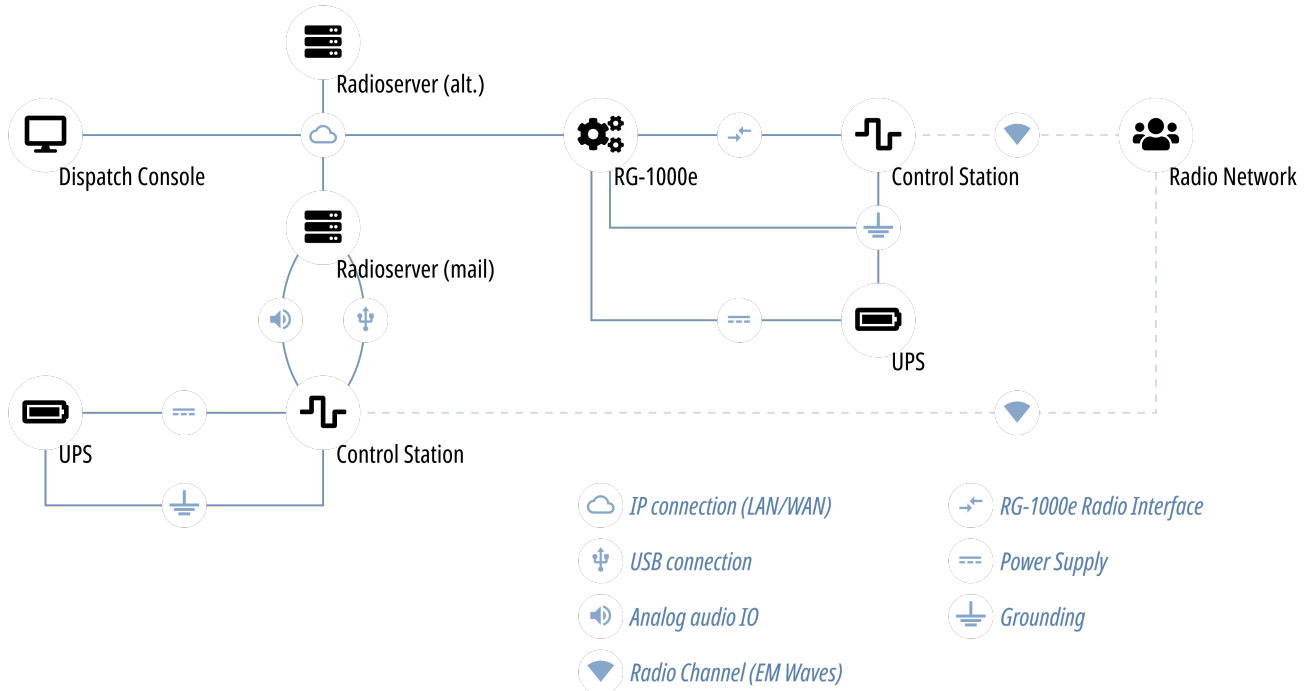 Radioserver (alt.)
Dispatch Console
RG-1000e
Control Station
Radio Network
Radioserver (mail)
UPS
UPS
Control Station
IP connection (LAN/WAN)
RG-1000e Radio Interface
USB connection
Power Supply
Analog audio IO
Grounding
Radio Channel (EM Waves)